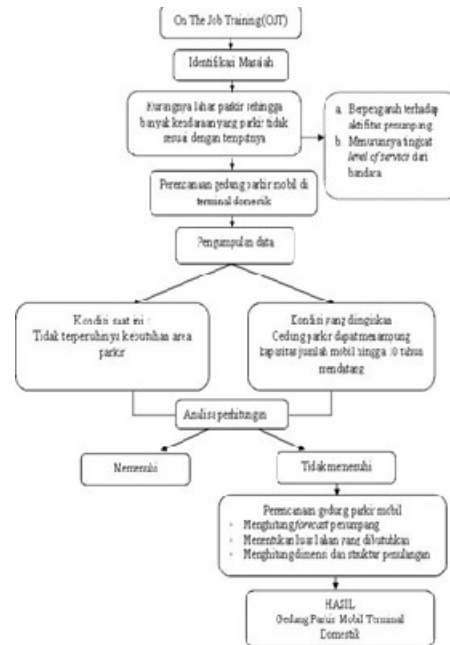 On The Job Training (OJT)
Identifikasi Masalah
Kurangnya lahan parkir sehingga
banyak kendaraan yang parkir tidak
sesuai dengan tempatnya
a. Berpengaruh terhadap
aktifitas penumpang
b. Menurunnya tingkat
level of service dari
bandara
Perencanaan gedung parkir mobil di
terminal domestik
Pengumpulan data
Kondisi saat ini :
Tidak terpenuhinya kebutuhan area
parkir
Kondisi yang diinginkan
Gedung parkir dapat menampung
kapasitas jumlah mobil hingga 10 tahun
mendatang
Analisi perhitungan
Memenuhi
Tidak memenuhi
Perencanaan gedung parkir mobil
- Menghitung forecast penumpang
- Menentukan luas lahan yang dibutuhkan
- Menghitung dimensi dan struktur penulangan
HASIL
Gedung Parkir Mobil Terminal
Domestik